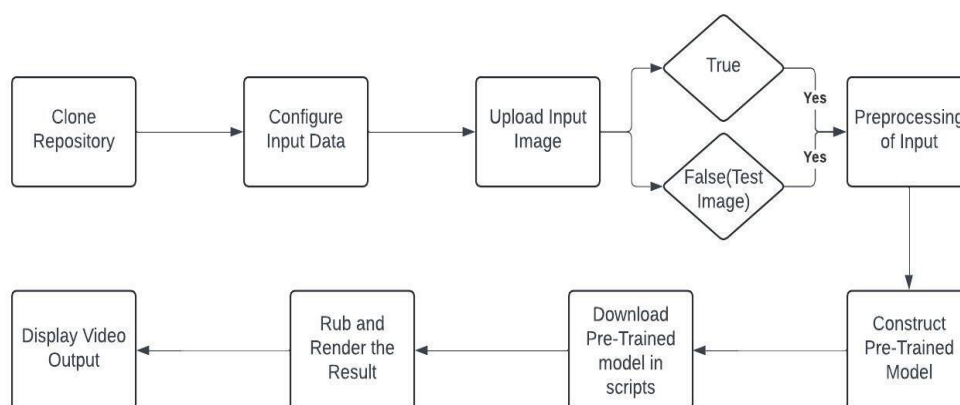 Clone
Repository
Configure
Input Data
Upload Input
Image
True
False(Test
Image)
Yes
Yes
Preprocessing
of Input
Construct
Pre-Trained
Model
Download
Pre-Trained
model in
scripts
Rub and
Render the
Result
Display Video
Output